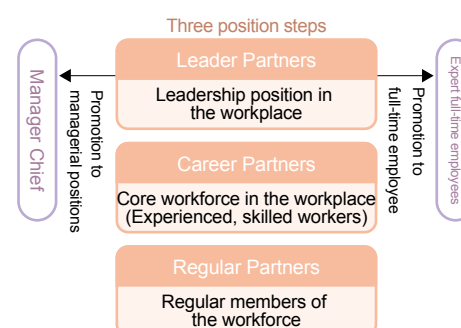 Three position steps
Leader Partners
Leadership position in
the workplace
Career Partners
Core workforce in the workplace
(Experienced, skilled workers)
Regular Partners
Regular members of
the workforce
Manager Chief
Promotion to
managerial positions
Promotion to
full-time employee
Expert full-time employees